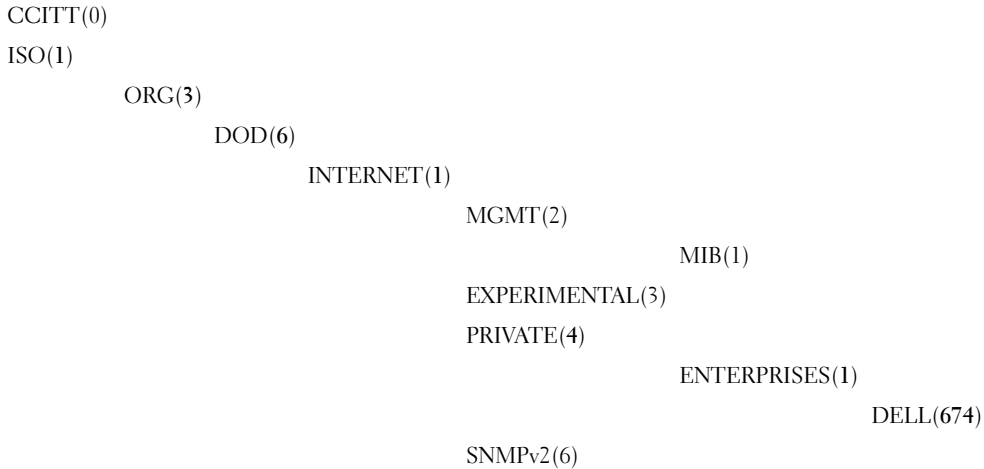 CCITT(0)
ISO(1)
ORG(3)
DOD(6)
INTERNET(1)
MGMT(2)
MIB(1)
EXPERIMENTAL(3)
PRIVATE(4)
ENTERPRISES(1)
DELL(674)
SNMPv2(6)